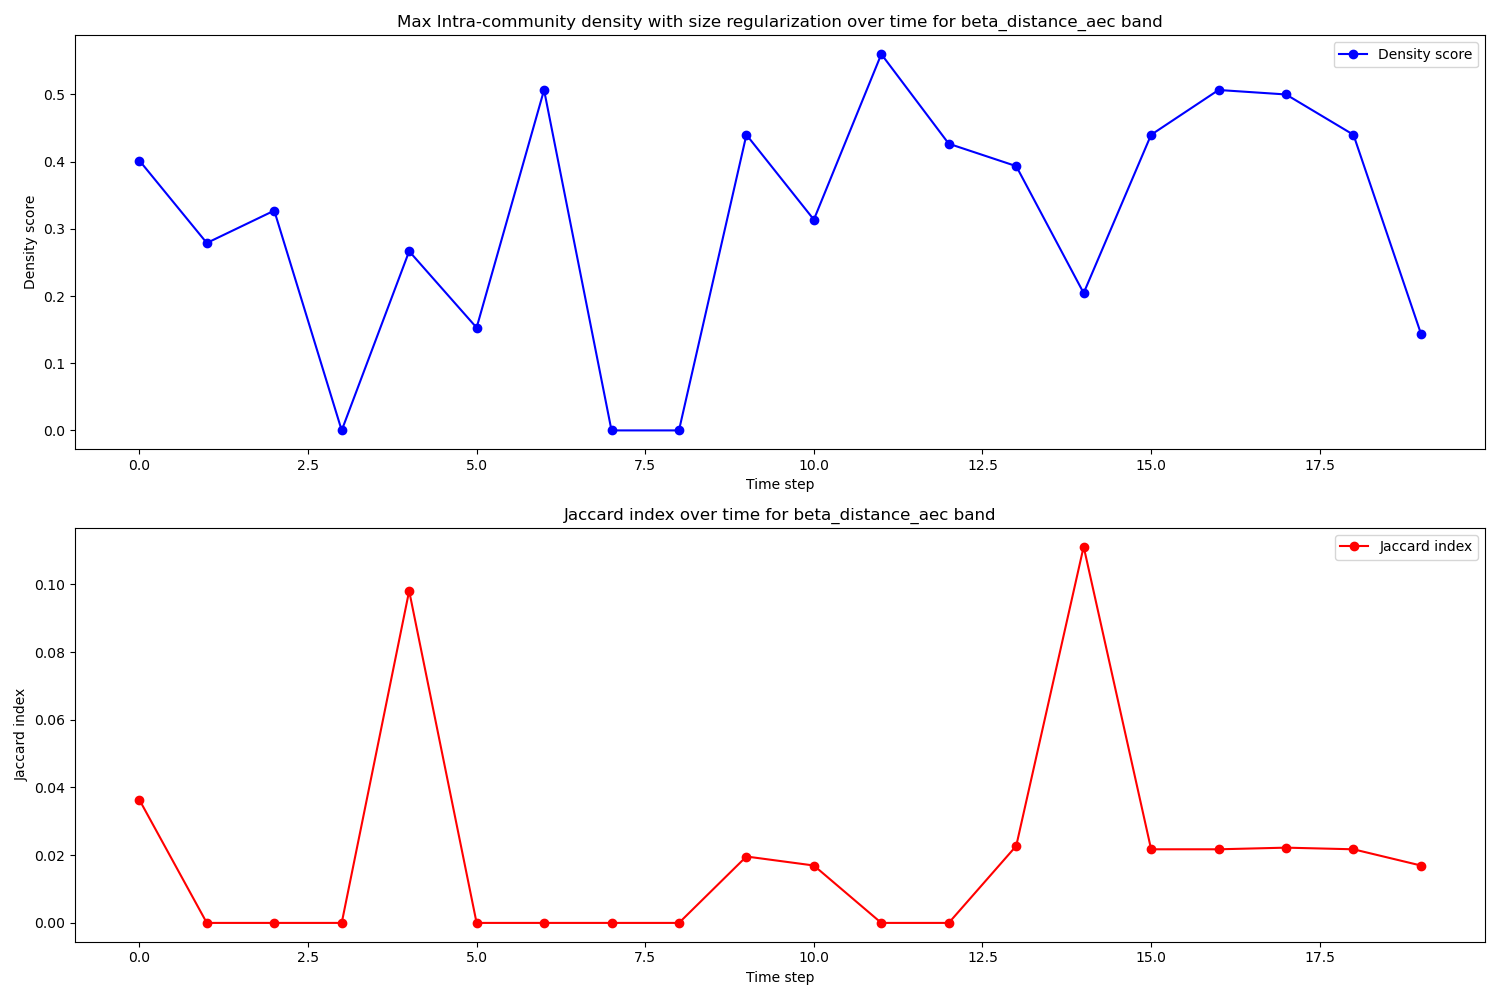 Max Intra-community density with size regularization over time for beta_distance_aec band
Density score
0.5
0.4
0.3
0.2
0.1
0.0
Density score
0.0 2.5 5.0 7.5 10.0 12.5 15.0 17.5
Time step
Jaccard index over time for beta_distance_aec band
Jaccard index
0.10
0.08
0.06
0.04
0.02
0.00
Jaccard index
0.0 2.5 5.0 7.5 10.0 12.5 15.0 17.5
Time step